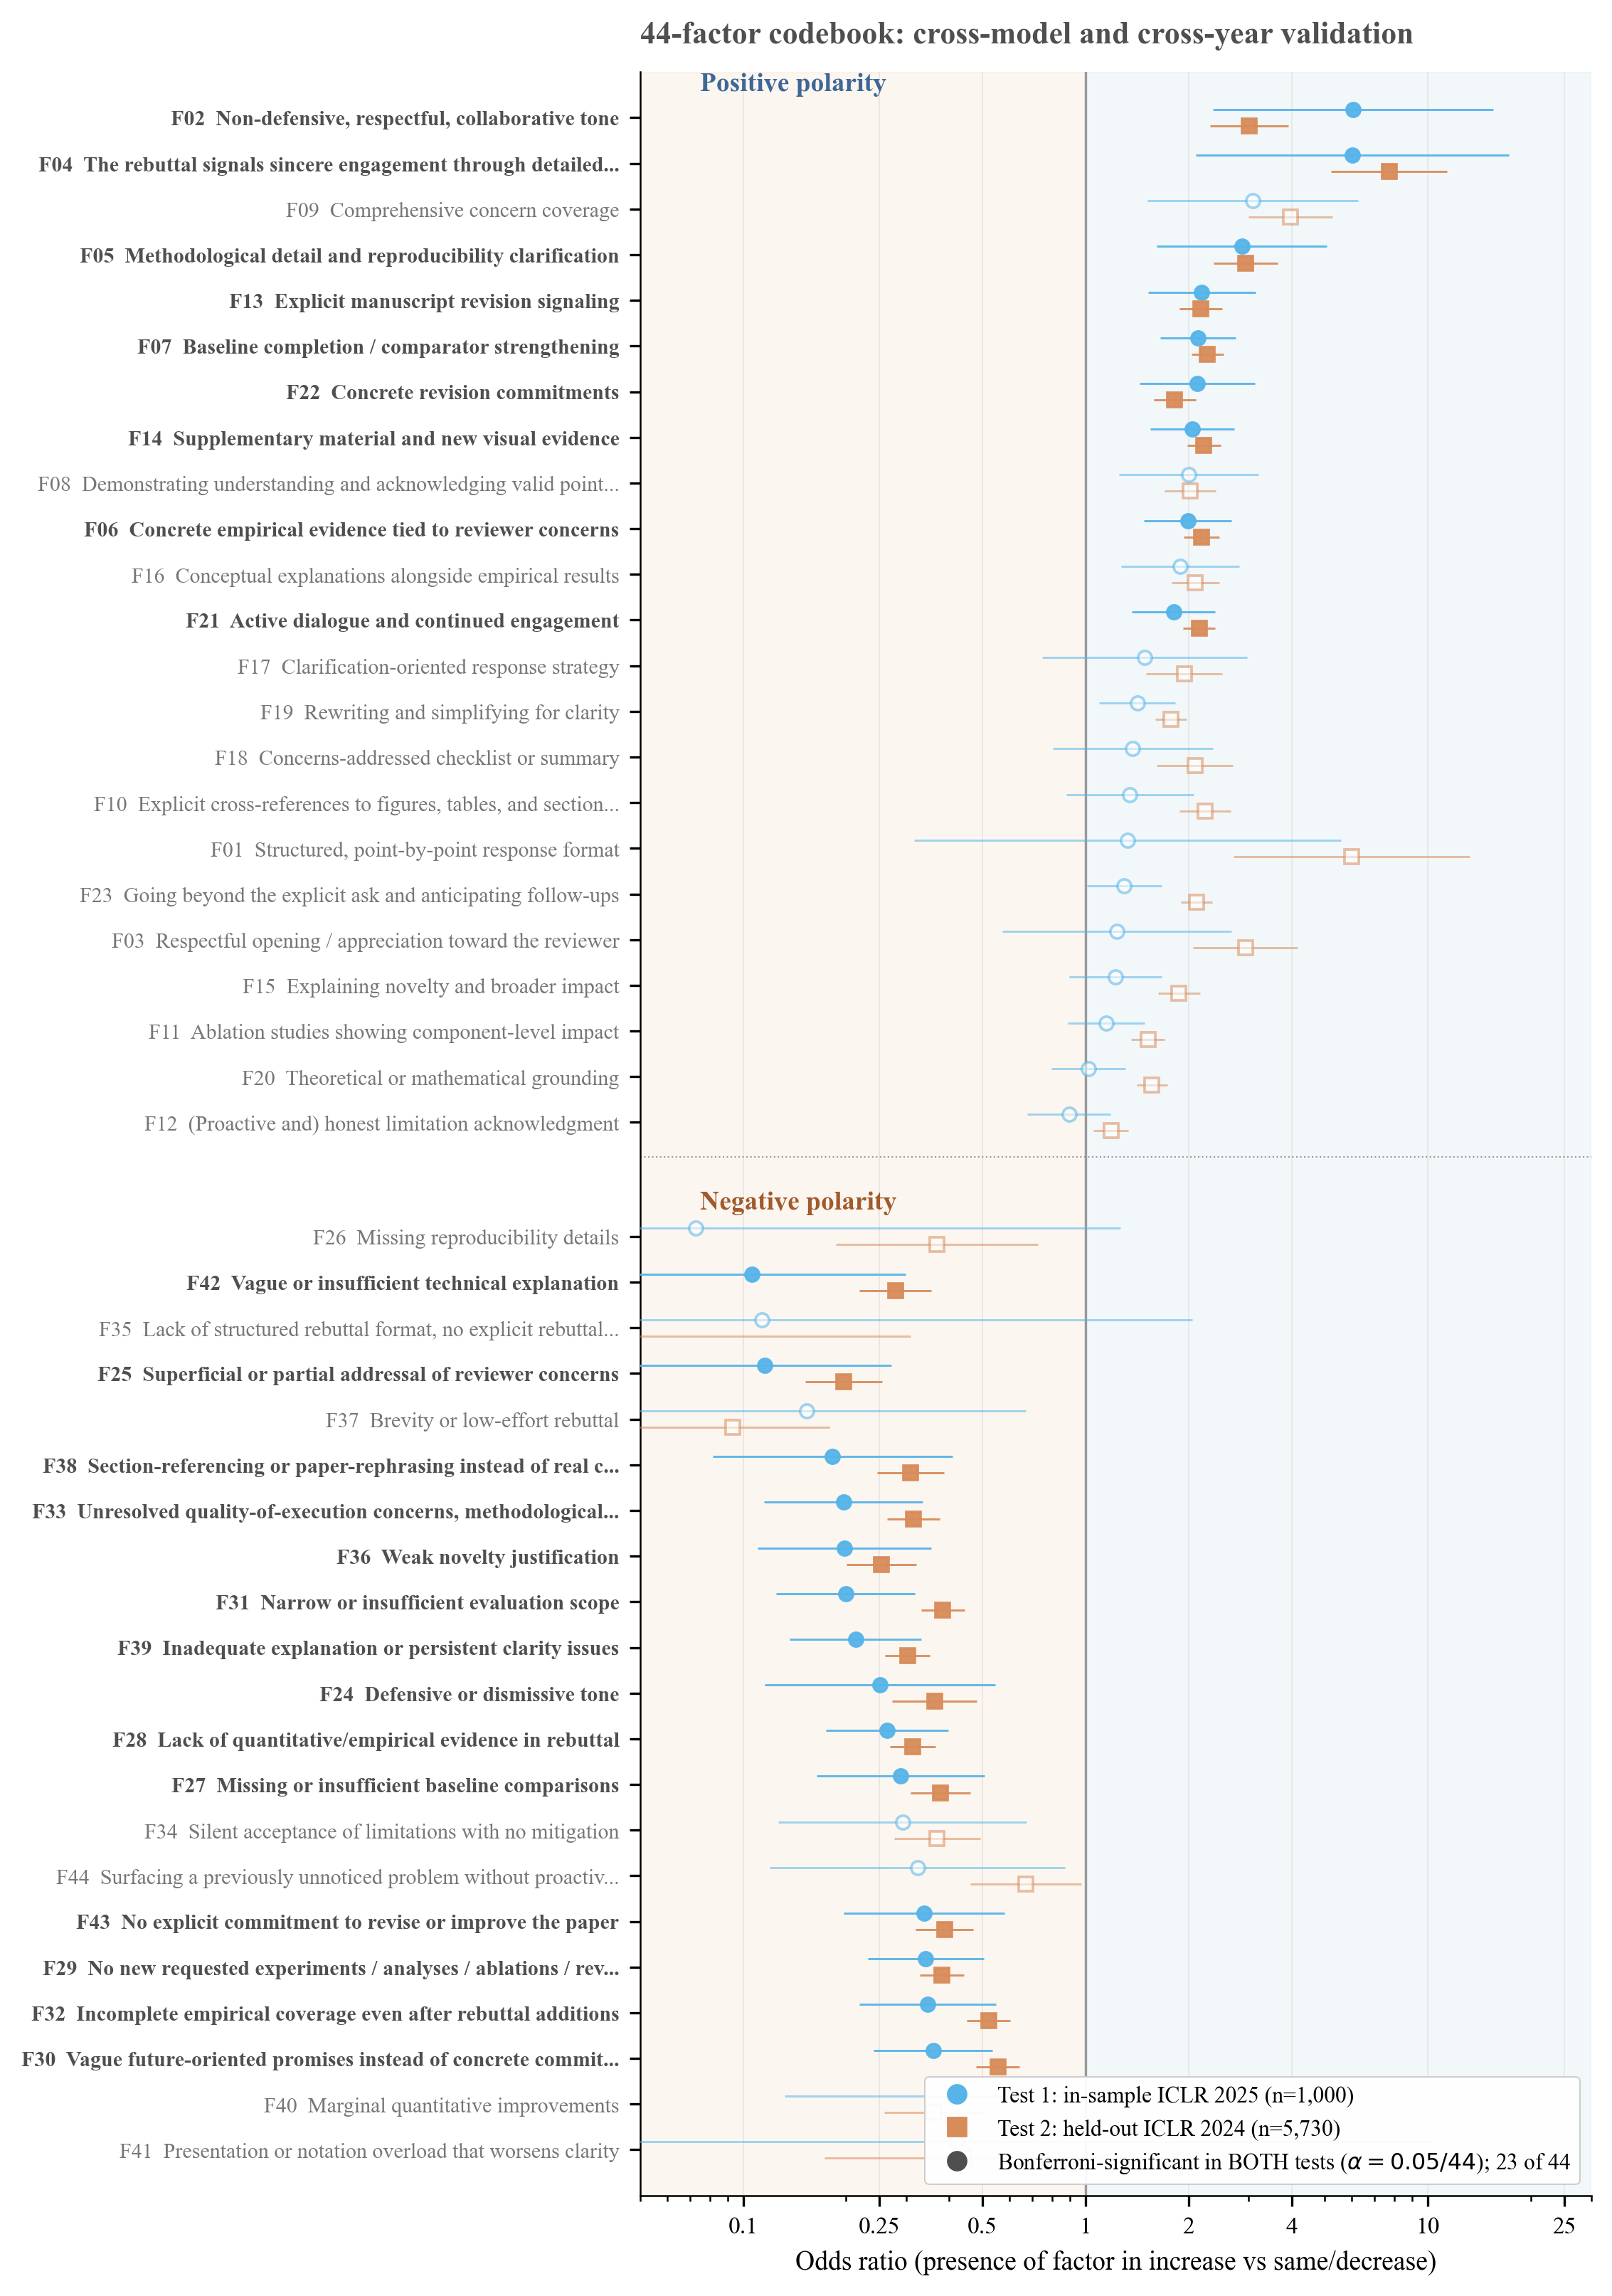 44-factor codebook: cross-model and cross-year validation
Positive polarity
F02 Non-defensive, respectful, collaborative tone
F04 The rebuttal signals sincere engagement through detailed...
F09 Comprehensive concern coverage
F05 Methodological detail and reproducibility clarification
F13 Explicit manuscript revision signaling
F07 Baseline completion / comparator strengthening
F22 Concrete revision commitments
F14 Supplementary material and new visual evidence
F08 Demonstrating understanding and acknowledging valid point...
F06 Concrete empirical evidence tied to reviewer concerns
F16 Conceptual explanations alongside empirical results
F21 Active dialogue and continued engagement
F17 Clarification-oriented response strategy
F19 Rewriting and simplifying for clarity
F18 Concerns-addressed checklist or summary
F10 Explicit cross-references to figures, tables, and section...
F01 Structured, point-by-point response format
F23 Going beyond the explicit ask and anticipating follow-ups
F03 Respectful opening / appreciation toward the reviewer
F15 Explaining novelty and broader impact
F11 Ablation studies showing component-level impact
F20 Theoretical or mathematical grounding
F12 (Proactive and) honest limitation acknowledgment
Negative polarity
F26 Missing reproducibility details
F42 Vague or insufficient technical explanation
F35 Lack of structured rebuttal format, no explicit rebuttal...
F25 Superficial or partial addressal of reviewer concerns
F37 Brevity or low-effort rebuttal
F38 Section-referencing or paper-rephrasing instead of real c...
F33 Unresolved quality-of-execution concerns, methodological...
F36 Weak novelty justification
F31 Narrow or insufficient evaluation scope
F39 Inadequate explanation or persistent clarity issues
F24 Defensive or dismissive tone
F28 Lack of quantitative/empirical evidence in rebuttal
F27 Missing or insufficient baseline comparisons
F34 Silent acceptance of limitations with no mitigation
F44 Surfacing a previously unnoticed problem without proactiv...
F43 No explicit commitment to revise or improve the paper
F29 No new requested experiments / analyses / ablations / rev...
F32 Incomplete empirical coverage even after rebuttal additions
F30 Vague future-oriented promises instead of concrete commit...
F40 Marginal quantitative improvements
F41 Presentation or notation overload that worsens clarity
Test 1: in-sample ICLR 2025 (n=1,000)
Test 2: held-out ICLR 2024 (n=5,730)
Bonferroni-significant in BOTH tests (α = 0.05/44); 23 of 44
0.1 0.25 0.5 1 2 4 10 25
Odds ratio (presence of factor in increase vs same/decrease)